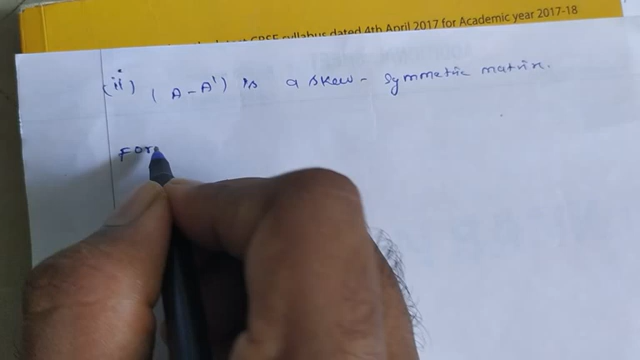 CBSE syllabus dated 4th April 2017 for Academic year 2017-18
(ii) (A - A') is a skew - symmetric matrix.
For